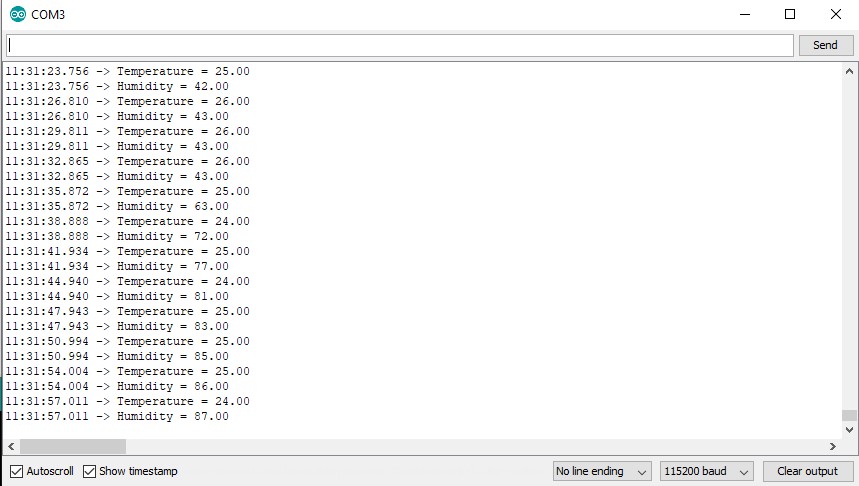 COM3
Send
11:31:23.756 -> Temperature = 25.00
11:31:23.756 -> Humidity = 42.00
11:31:26.810 -> Temperature = 26.00
11:31:26.810 -> Humidity = 43.00
11:31:29.811 -> Temperature = 26.00
11:31:29.811 -> Humidity = 43.00
11:31:32.865 -> Temperature = 26.00
11:31:32.865 -> Humidity = 43.00
11:31:35.872 -> Temperature = 25.00
11:31:35.872 -> Humidity = 63.00
11:31:38.888 -> Temperature = 24.00
11:31:38.888 -> Humidity = 72.00
11:31:41.934 -> Temperature = 25.00
11:31:41.934 -> Humidity = 77.00
11:31:44.940 -> Temperature = 24.00
11:31:44.940 -> Humidity = 81.00
11:31:47.943 -> Temperature = 25.00
11:31:47.943 -> Humidity = 83.00
11:31:50.994 -> Temperature = 25.00
11:31:50.994 -> Humidity = 85.00
11:31:54.004 -> Temperature = 25.00
11:31:54.004 -> Humidity = 86.00
11:31:57.011 -> Temperature = 24.00
11:31:57.011 -> Humidity = 87.00
Autoscroll Show timestamp No line ending 115200 baud Clear output